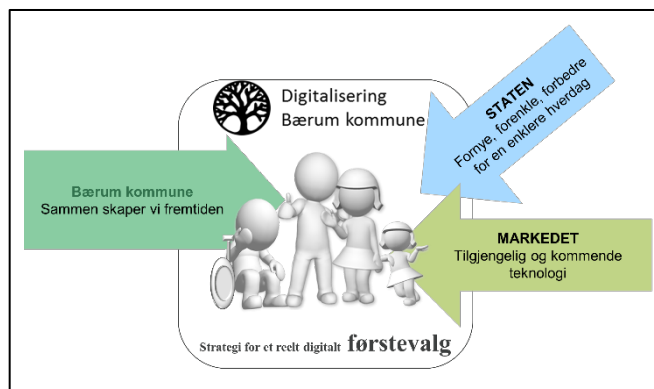 Digitalisering
Bærum kommune
STATEN
Fornye, forenkle, forbedre
for en enklere hverdag
Bærum kommune
Sammen skaper vi fremtiden
MARKEDET
Tilgjengelig og kommende
teknologi
Strategi for et reelt digitalt førstevalg